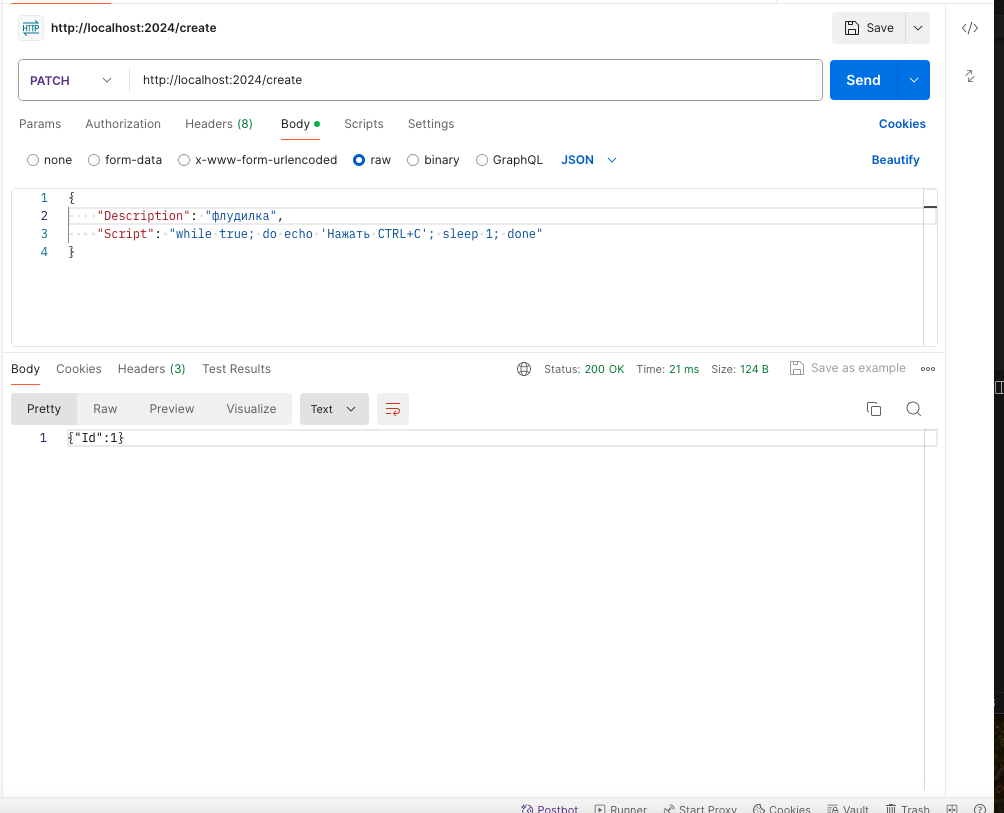 HTTP http://localhost:2024/create Save </>
PATCH http://localhost:2024/create Send
Params Authorization Headers (8) Body Scripts Settings Cookies
none form-data x-www-form-urlencoded raw binary GraphQL JSON Beautify
1 {
2 ····"Description":·"флудилка",
3 ····"Script":·"while·true;·do·echo·'Нажать·CTRL+C';·sleep·1;·done"
4 }
Body Cookies Headers (3) Test Results Status: 200 OK Time: 21 ms Size: 124 B Save as example
Pretty Raw Preview Visualize Text
1 {"Id":1}
Postbot Runner Start Proxy Cookies Vault Trash